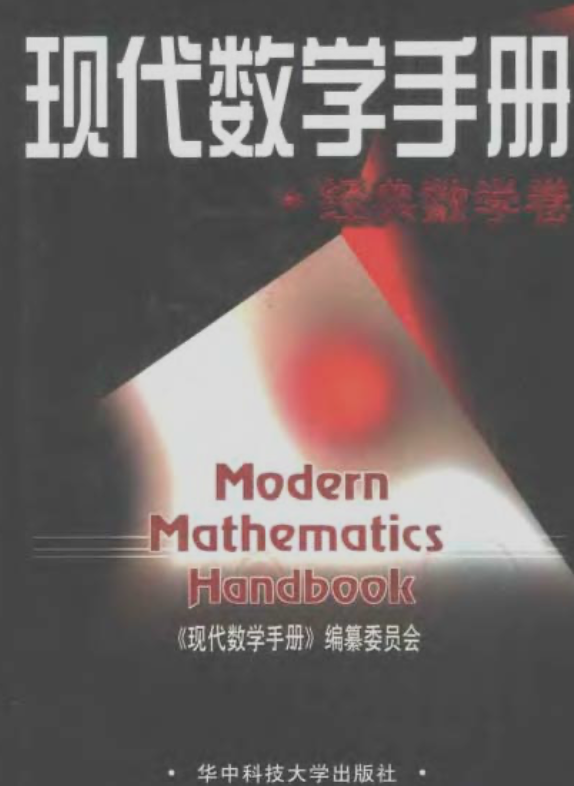 现代数学手册
·经典数学卷
Modern
Mathematics
Handbook
《现代数学手册》编纂委员会
· 华中科技大学出版社 ·